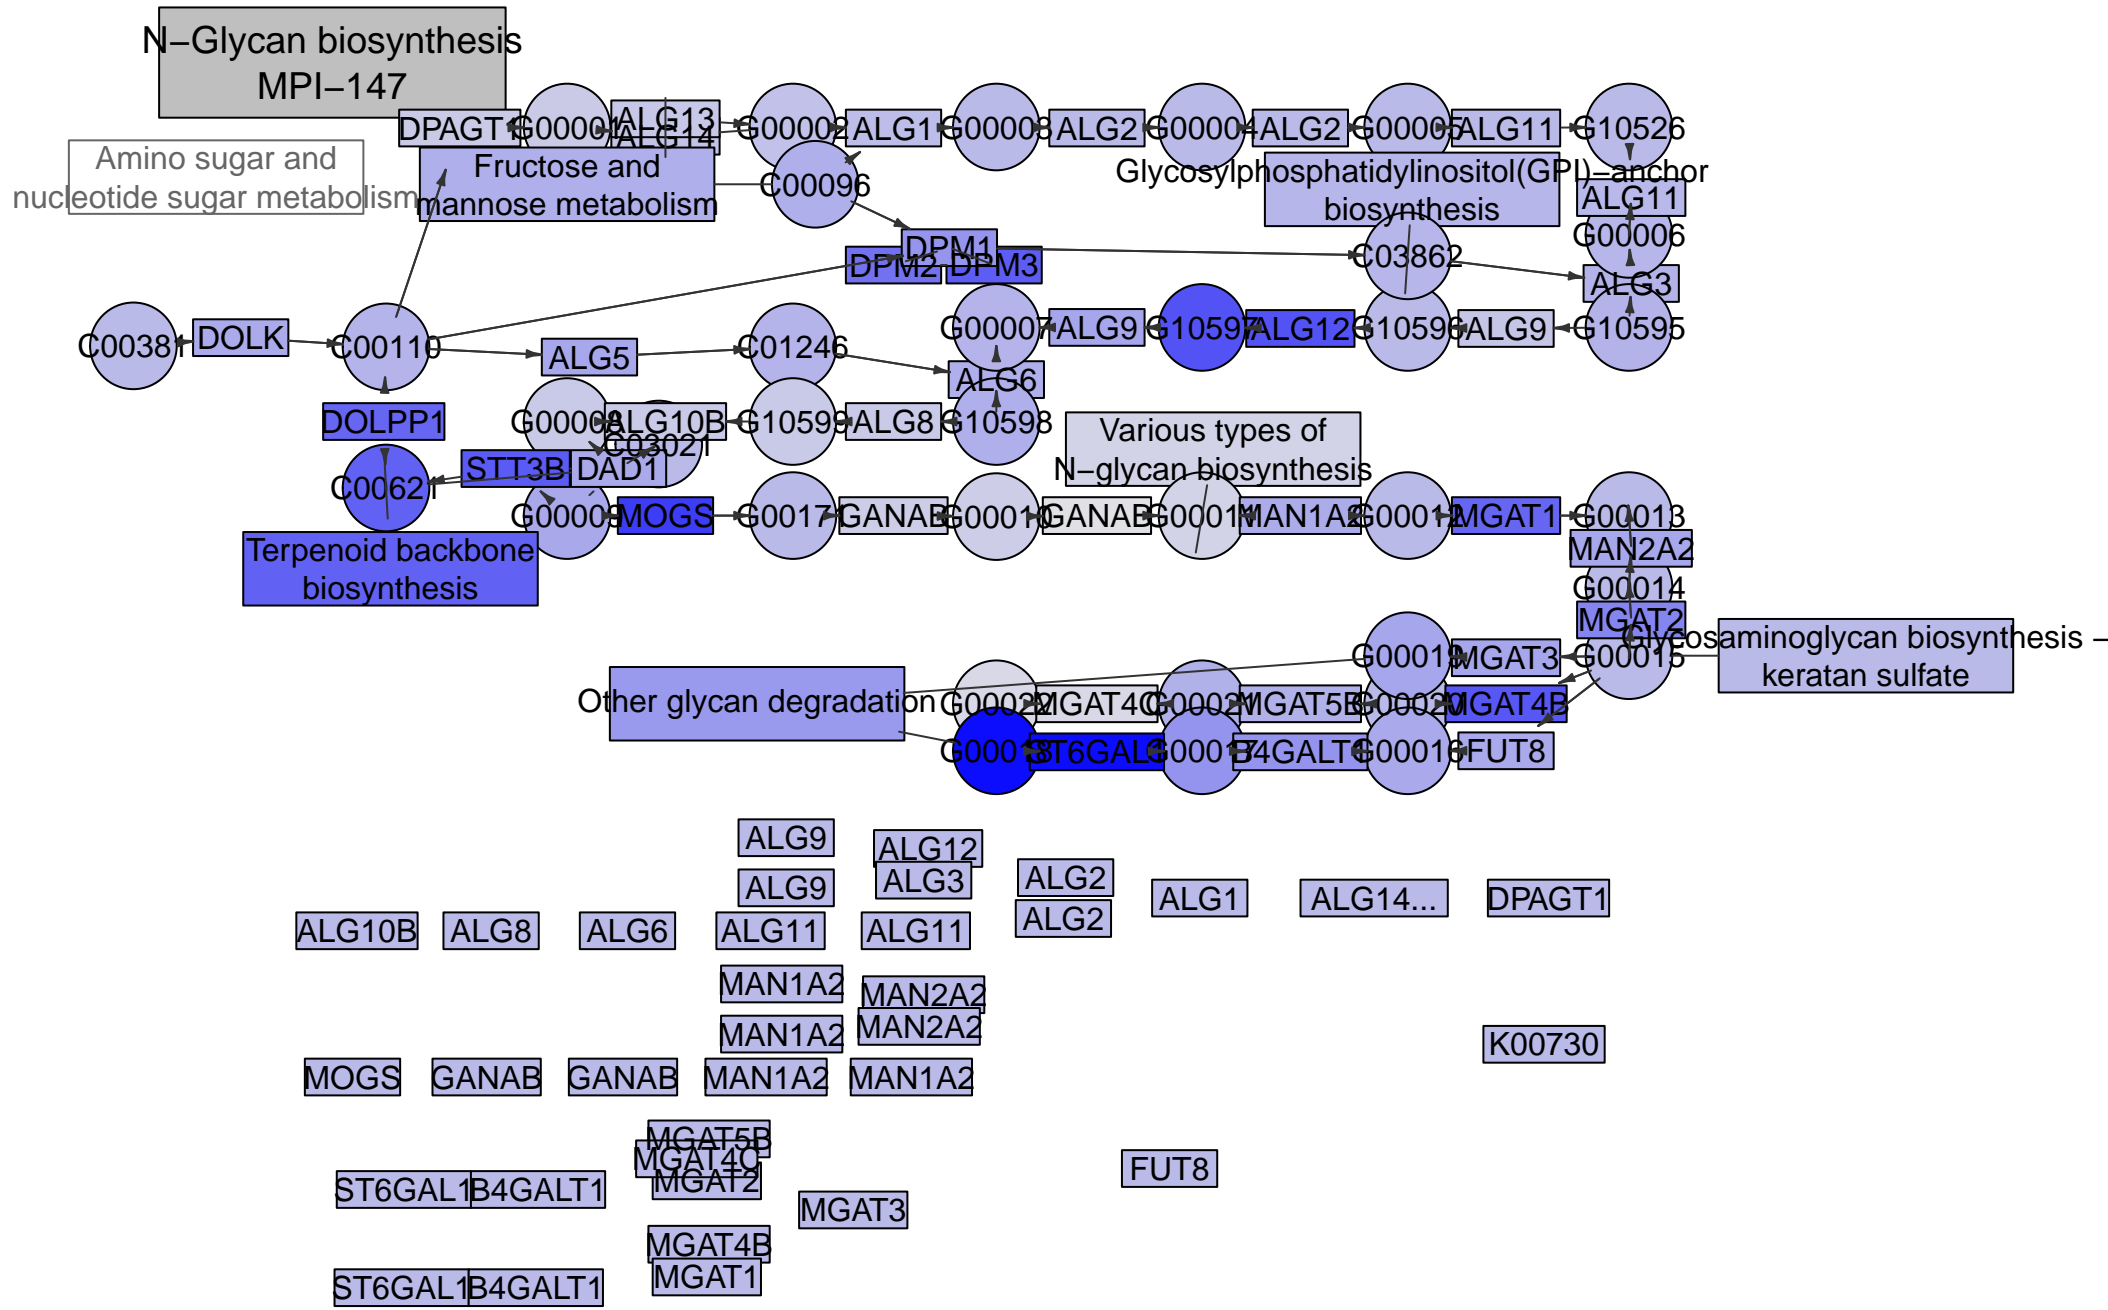 N−Glycan biosynthesis
MPI−147
DPAGT1
G00001
ALG13
ALG14
G00002
ALG1
G00003
ALG2
G00004
ALG2
G00005
ALG11
G10526
Amino sugar and
nucleotide sugar metabolism
Fructose and
mannose metabolism
C00096
Glycosylphosphatidylinositol(GPI)−anchor
biosynthesis
ALG11
G00006
DPM1
DPM2
DPM3
C03862
ALG3
C00381
DOLK
C00110
ALG5
C01246
G00007
ALG9
G10597
ALG12
G10596
ALG9
G10595
ALG6
DOLPP1
G00008
ALG10B
C03021
G10599
ALG8
G10598
Various types of
N−glycan biosynthesis
C00621
STT3B
DAD1
G00009
MOGS
G00171
GANAB
G00010
GANAB
G00011
MAN1A2
G00012
MGAT1
G00013
MAN2A2
Terpenoid backbone
biosynthesis
G00014
MGAT2
Glycosaminoglycan biosynthesis −
keratan sulfate
G00019
MGAT3
G00015
Other glycan degradation
G00022
MGAT4C
G00021
MGAT5B
G00020
MGAT4B
G00018
ST6GAL1
G00017
B4GALT1
G00016
FUT8
ALG9
ALG12
ALG9
ALG3
ALG2
ALG1
ALG14...
DPAGT1
ALG2
ALG10B
ALG8
ALG6
ALG11
ALG11
MAN1A2
MAN2A2
MAN1A2
MAN2A2
K00730
MOGS
GANAB
GANAB
MAN1A2
MAN1A2
MGAT5B
MGAT4C
MGAT2
FUT8
ST6GAL1
B4GALT1
MGAT3
MGAT4B
MGAT1
ST6GAL1
B4GALT1